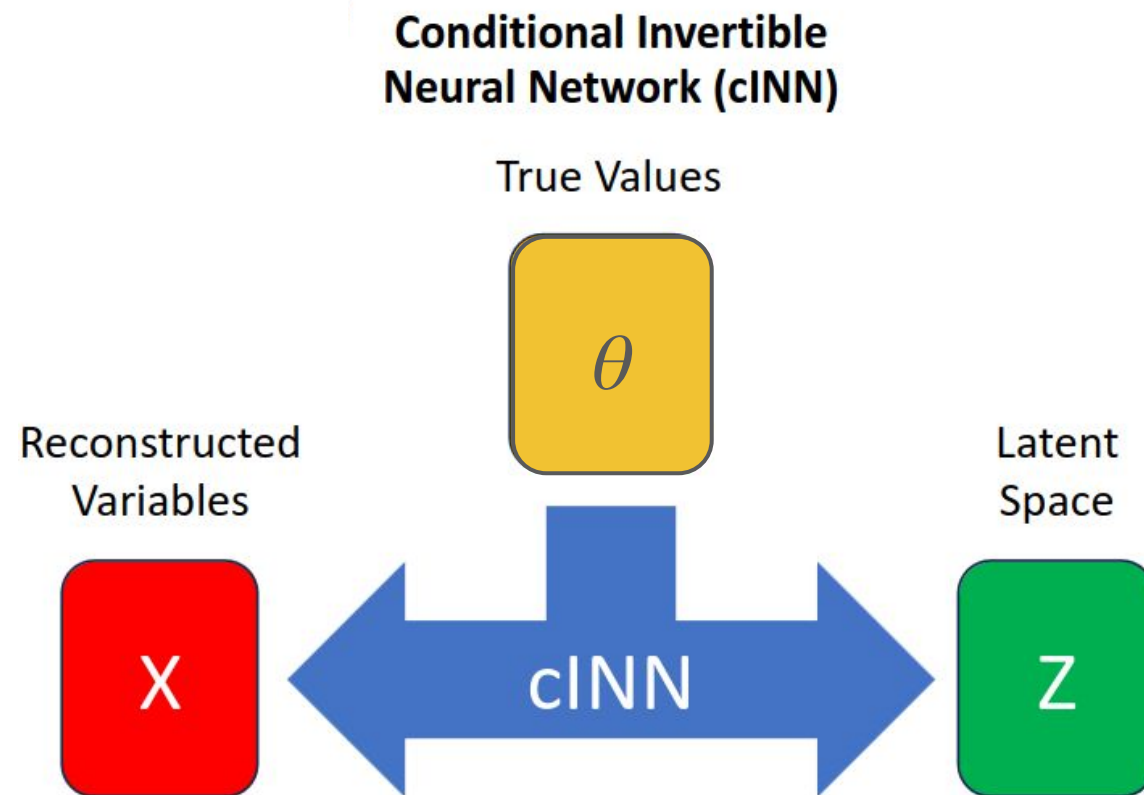 Conditional Invertible
Neural Network (cINN)
True Values
θ
Reconstructed
Variables
Latent
Space
X
cINN
Z